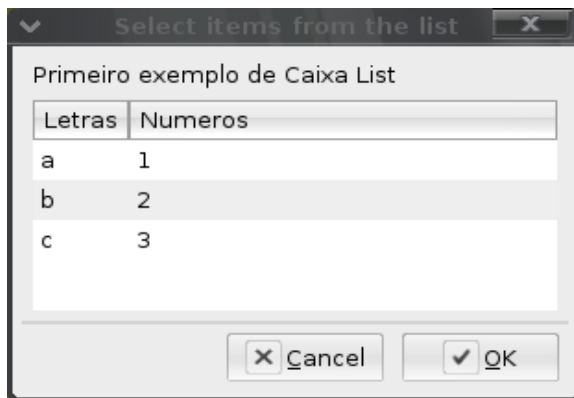 Select items from the list
Primeiro exemplo de Caixa List
Letras Numeros
a 1
b 2
c 3
Cancel OK